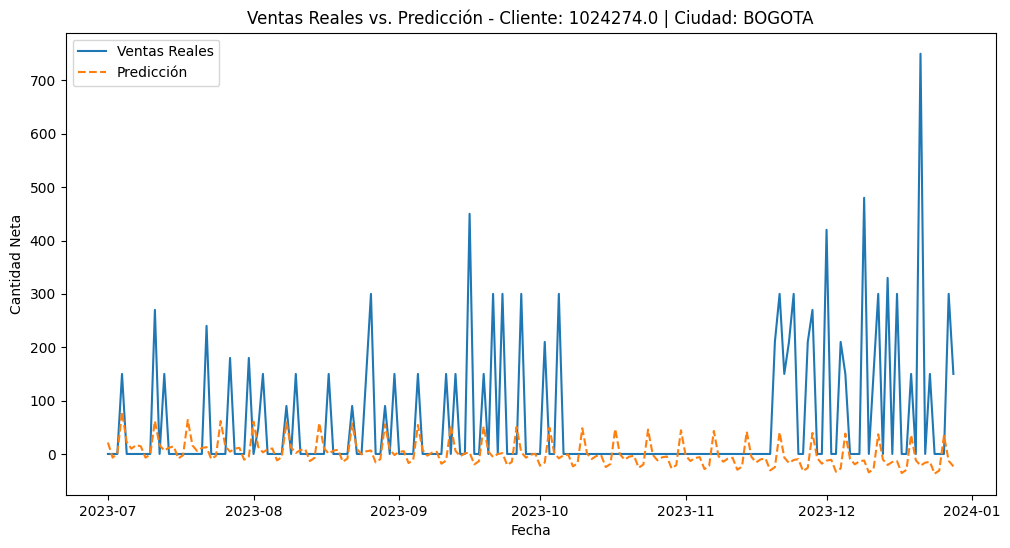 Ventas Reales vs. Predicción - Cliente: 1024274.0 | Ciudad: BOGOTA
Ventas Reales
Predicción
Cantidad Neta
700
600
500
400
300
200
100
0
2023-07 2023-08 2023-09 2023-10 2023-11 2023-12 2024-01
Fecha